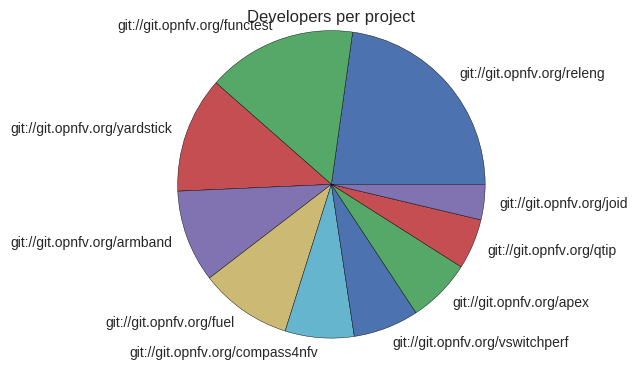 Developers per project
git://git.opnfv.org/functest
git://git.opnfv.org/releng
git://git.opnfv.org/yardstick
git://git.opnfv.org/joid
git://git.opnfv.org/armband
git://git.opnfv.org/qtip
git://git.opnfv.org/apex
git://git.opnfv.org/fuel
git://git.opnfv.org/vswitchperf
git://git.opnfv.org/compass4nfv